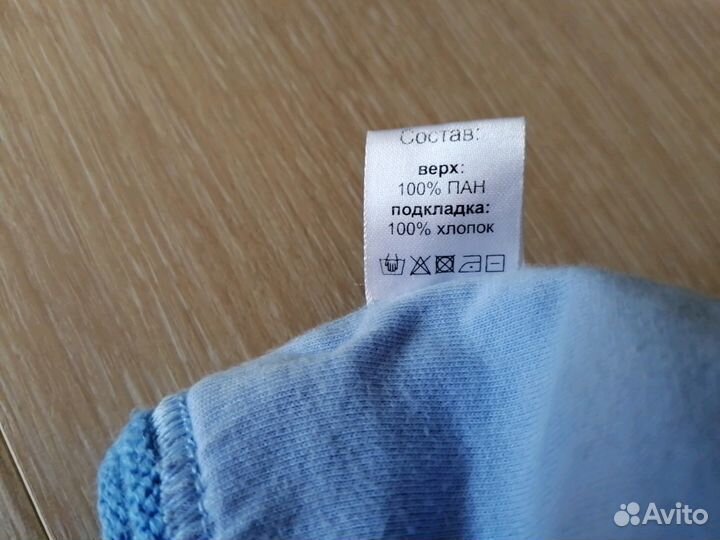 Состав:
верх:
100% ПАН
подкладка:
100% хлопок
Avito